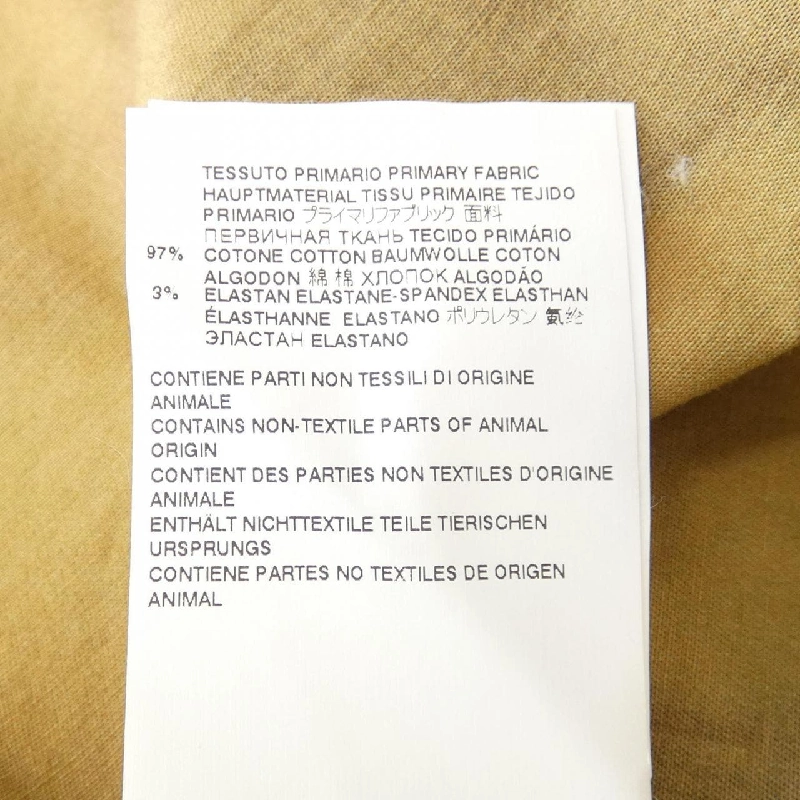 TESSUTO PRIMARIO PRIMARY FABRIC
HAUPTMATERIAL TISSU PRIMAIRE TEJIDO
PRIMARIO プライマリファブリック 面料
ПЕРВИЧНАЯ ТКАНЬ TECIDO PRIMÁRIO
97% COTONE COTTON BAUMWOLLE COTON
ALGODON 綿 棉 ХЛОПОК ALGODÃO
3% ELASTAN ELASTANE-SPANDEX ELASTHAN
ÉLASTHANNE ELASTANO ポリウレタン 氨纶
ЭЛАСТАН ELASTANO
CONTIENE PARTI NON TESSILI DI ORIGINE
ANIMALE
CONTAINS NON-TEXTILE PARTS OF ANIMAL
ORIGIN
CONTIENT DES PARTIES NON TEXTILES D'ORIGINE
ANIMALE
ENTHÄLT NICHTTEXTILE TEILE TIERISCHEN
URSPRUNGS
CONTIENE PARTES NO TEXTILES DE ORIGEN
ANIMAL